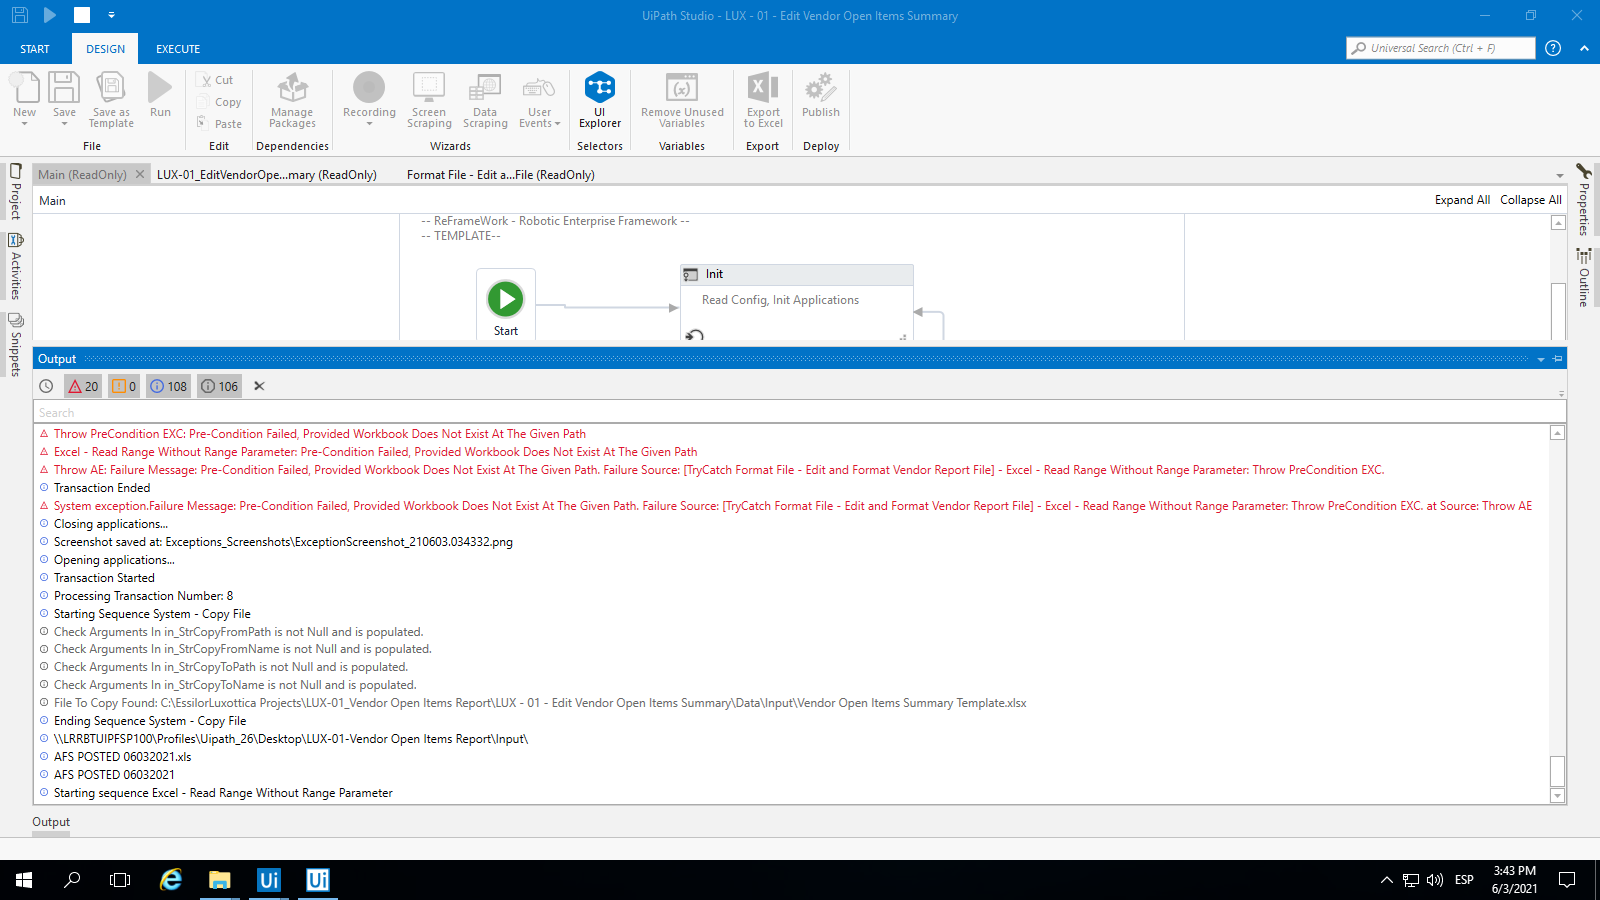 UiPath Studio - LUX - 01 - Edit Vendor Open Items Summary
START
DESIGN
EXECUTE
Universal Search (Ctrl + F)
New
Save
Save as
Template
Run
File
Cut
Copy
Paste
Edit
Manage
Packages
Dependencies
Recording
Screen
Scraping
Data
Scraping
User
Events
Wizards
UI
Explorer
Selectors
Remove Unused
Variables
Variables
Export
to Excel
Export
Publish
Deploy
Project
Activities
Snippets
Main (ReadOnly)
LUX-01_EditVendorOpe...mary (ReadOnly)
Format File - Edit a...File (ReadOnly)
Properties
Outline
Main
Expand All
Collapse All
-- ReFrameWork - Robotic Enterprise Framework --
-- TEMPLATE--
Start
Init
Read Config, Init Applications
Output
20
0
108
106
Search
Throw PreCondition EXC: Pre-Condition Failed, Provided Workbook Does Not Exist At The Given Path
Excel - Read Range Without Range Parameter: Pre-Condition Failed, Provided Workbook Does Not Exist At The Given Path
Throw AE: Failure Message: Pre-Condition Failed, Provided Workbook Does Not Exist At The Given Path. Failure Source: [TryCatch Format File - Edit and Format Vendor Report File] - Excel - Read Range Without Range Parameter: Throw PreCondition EXC.
Transaction Ended
System exception.Failure Message: Pre-Condition Failed, Provided Workbook Does Not Exist At The Given Path. Failure Source: [TryCatch Format File - Edit and Format Vendor Report File] - Excel - Read Range Without Range Parameter: Throw PreCondition EXC. at Source: Throw AE
Closing applications...
Screenshot saved at: Exceptions_Screenshots\ExceptionScreenshot_210603.034332.png
Opening applications...
Transaction Started
Processing Transaction Number: 8
Starting Sequence System - Copy File
Check Arguments In in_StrCopyFromPath is not Null and is populated.
Check Arguments In in_StrCopyFromName is not Null and is populated.
Check Arguments In in_StrCopyToPath is not Null and is populated.
Check Arguments In in_StrCopyToName is not Null and is populated.
File To Copy Found: C:\EssilorLuxottica Projects\LUX-01_Vendor Open Items Report\LUX - 01 - Edit Vendor Open Items Summary\Data\Input\Vendor Open Items Summary Template.xlsx
Ending Sequence System - Copy File
\\LRRBTUIPFSP100\Profiles\Uipath_26\Desktop\LUX-01-Vendor Open Items Report\Input\
AFS POSTED 06032021.xls
AFS POSTED 06032021
Starting sequence Excel - Read Range Without Range Parameter
Output
Ui
Ui
ESP
3:43 PM
6/3/2021